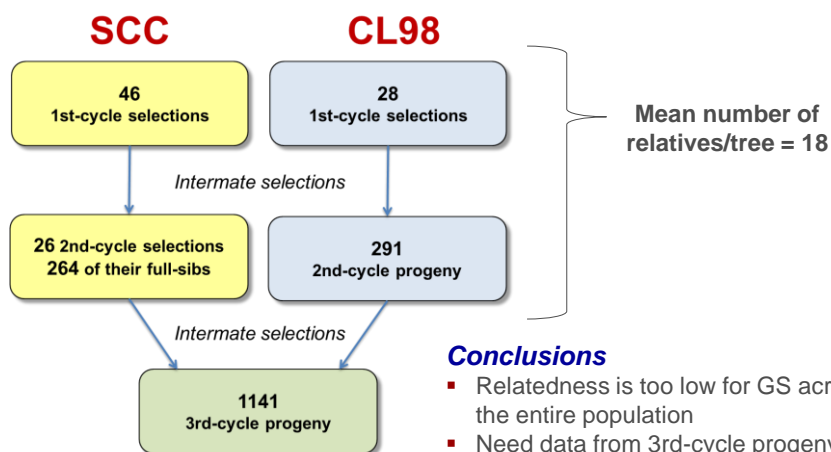 SCC
CL98
46
1st-cycle selections
28
1st-cycle selections
Mean number of
relatives/tree = 18
Intermate selections
26 2nd-cycle selections
264 of their full-sibs
291
2nd-cycle progeny
Intermate selections
1141
3rd-cycle progeny
Conclusions
▪ Relatedness is too low for GS
the entire population
▪ Need data from 3rd-cycle progeny